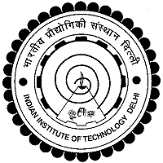 भारतीय प्रौद्योगिकी संस्थान दिल्ली
INDIAN INSTITUTE OF TECHNOLOGY DELHI